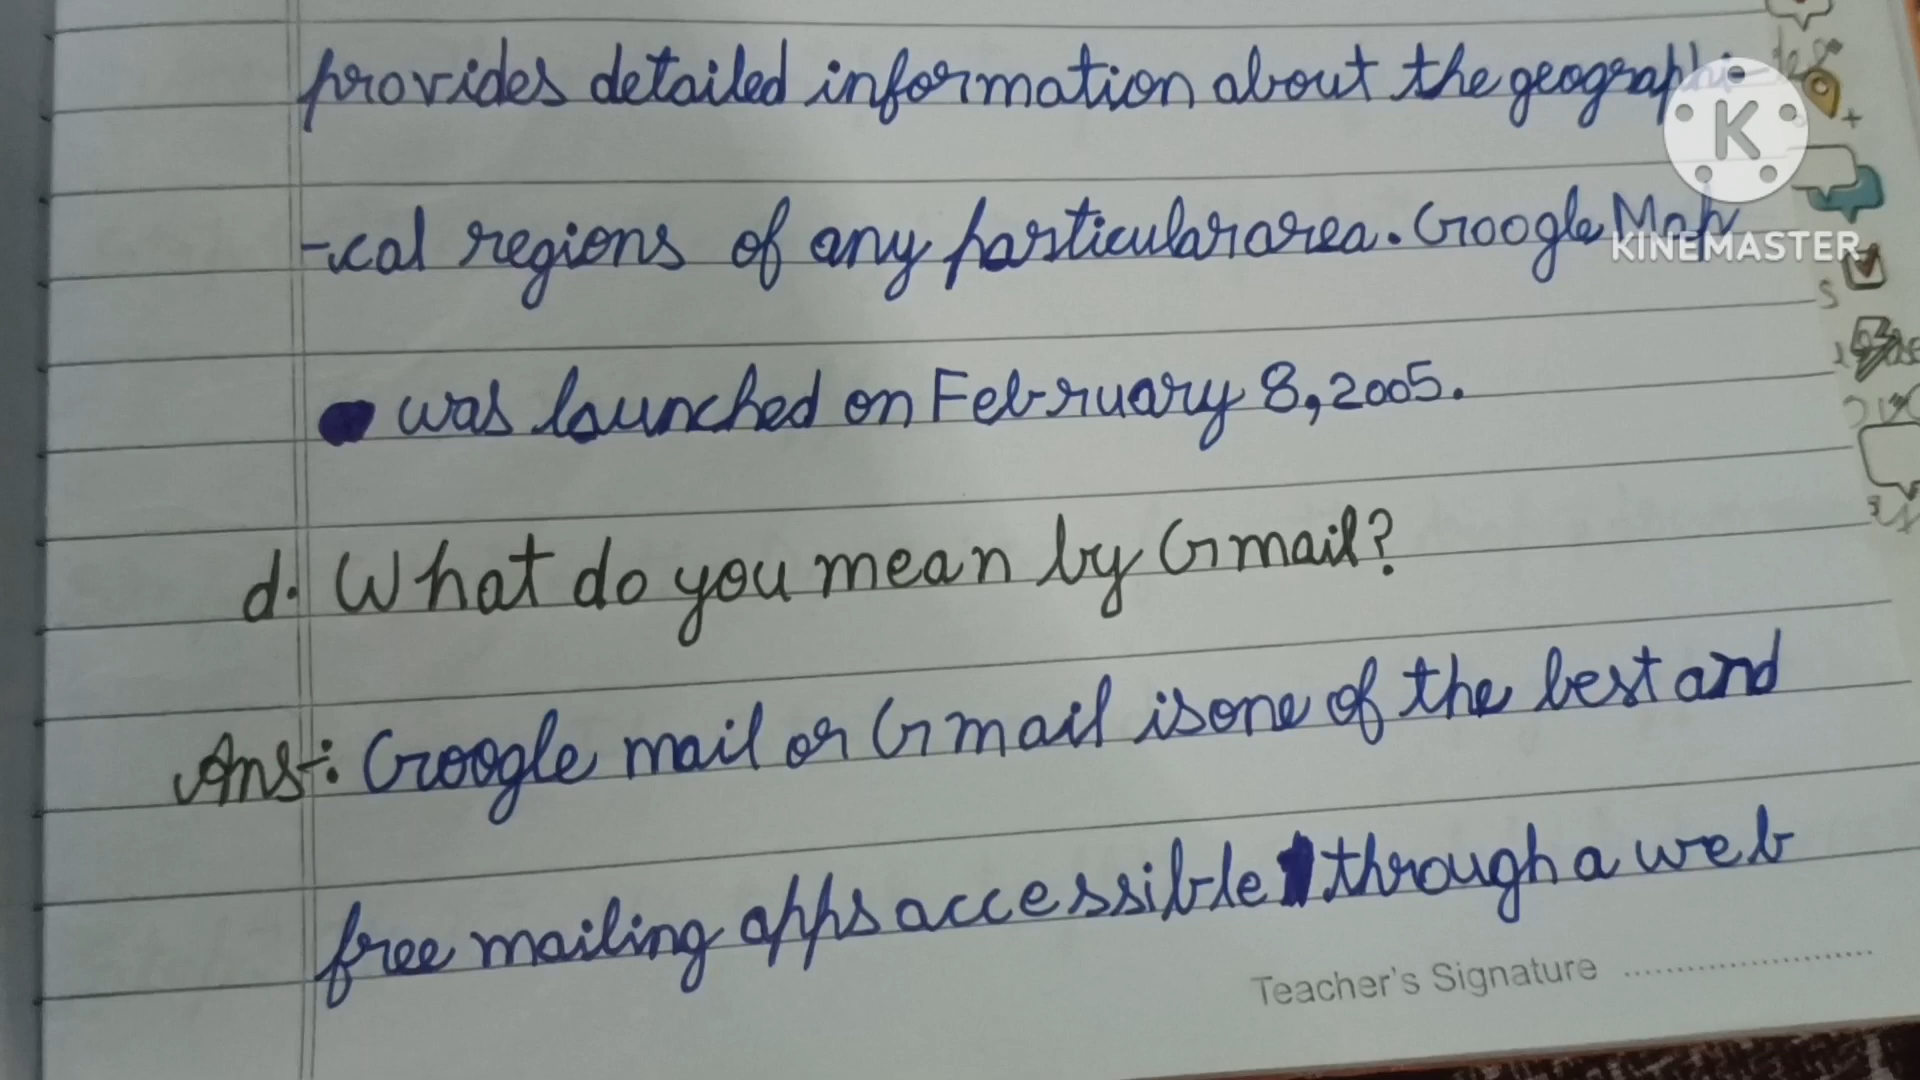 provides detailed information about the geographi-
-ical regions of any particular area. Google Map
was launched on February 8, 2005.
d. What do you mean by Gmail?
Ans-: Google mail or Gmail is one of the best and
free mailing apps accessible through a web
Teacher's Signature
K
KINEMASTER